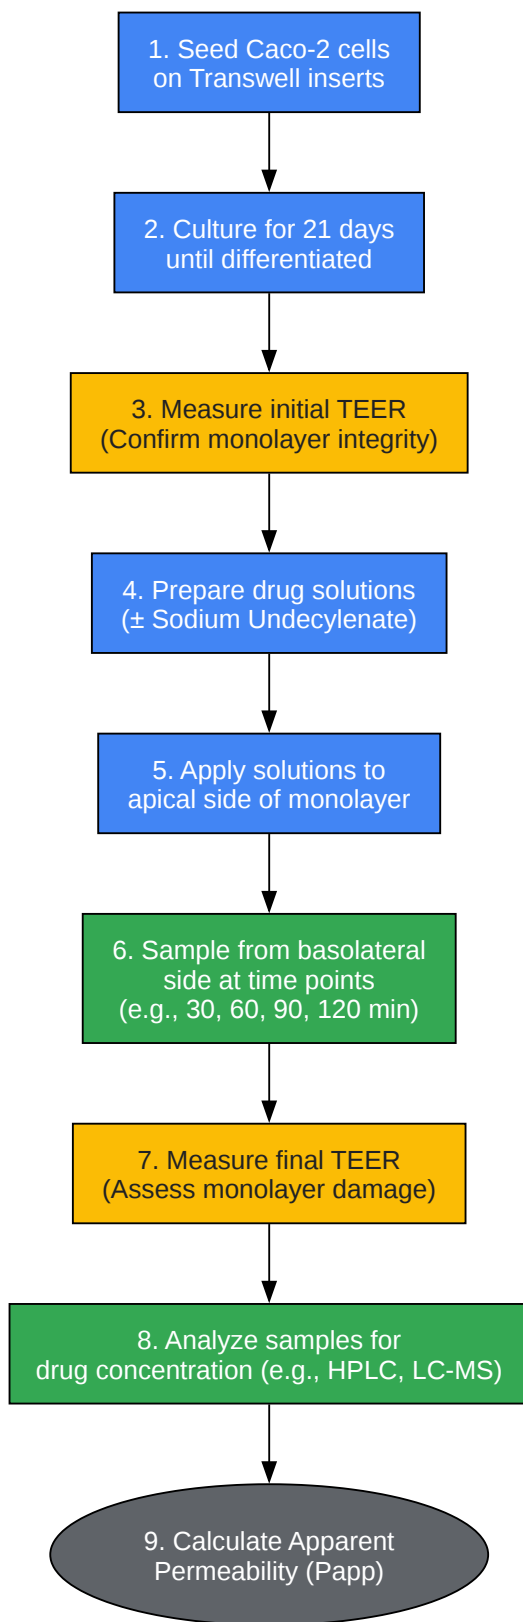 1. Seed Caco-2 cells
on Transwell inserts
2. Culture for 21 days
until differentiated
3. Measure initial TEER
(Confirm monolayer integrity)
4. Prepare drug solutions
(± Sodium Undecylenate)
5. Apply solutions to
apical side of monolayer
6. Sample from basolateral
side at time points
(e.g., 30, 60, 90, 120 min)
7. Measure final TEER
(Assess monolayer damage)
8. Analyze samples for
drug concentration (e.g., HPLC, LC-MS)
9. Calculate Apparent
Permeability (Papp)